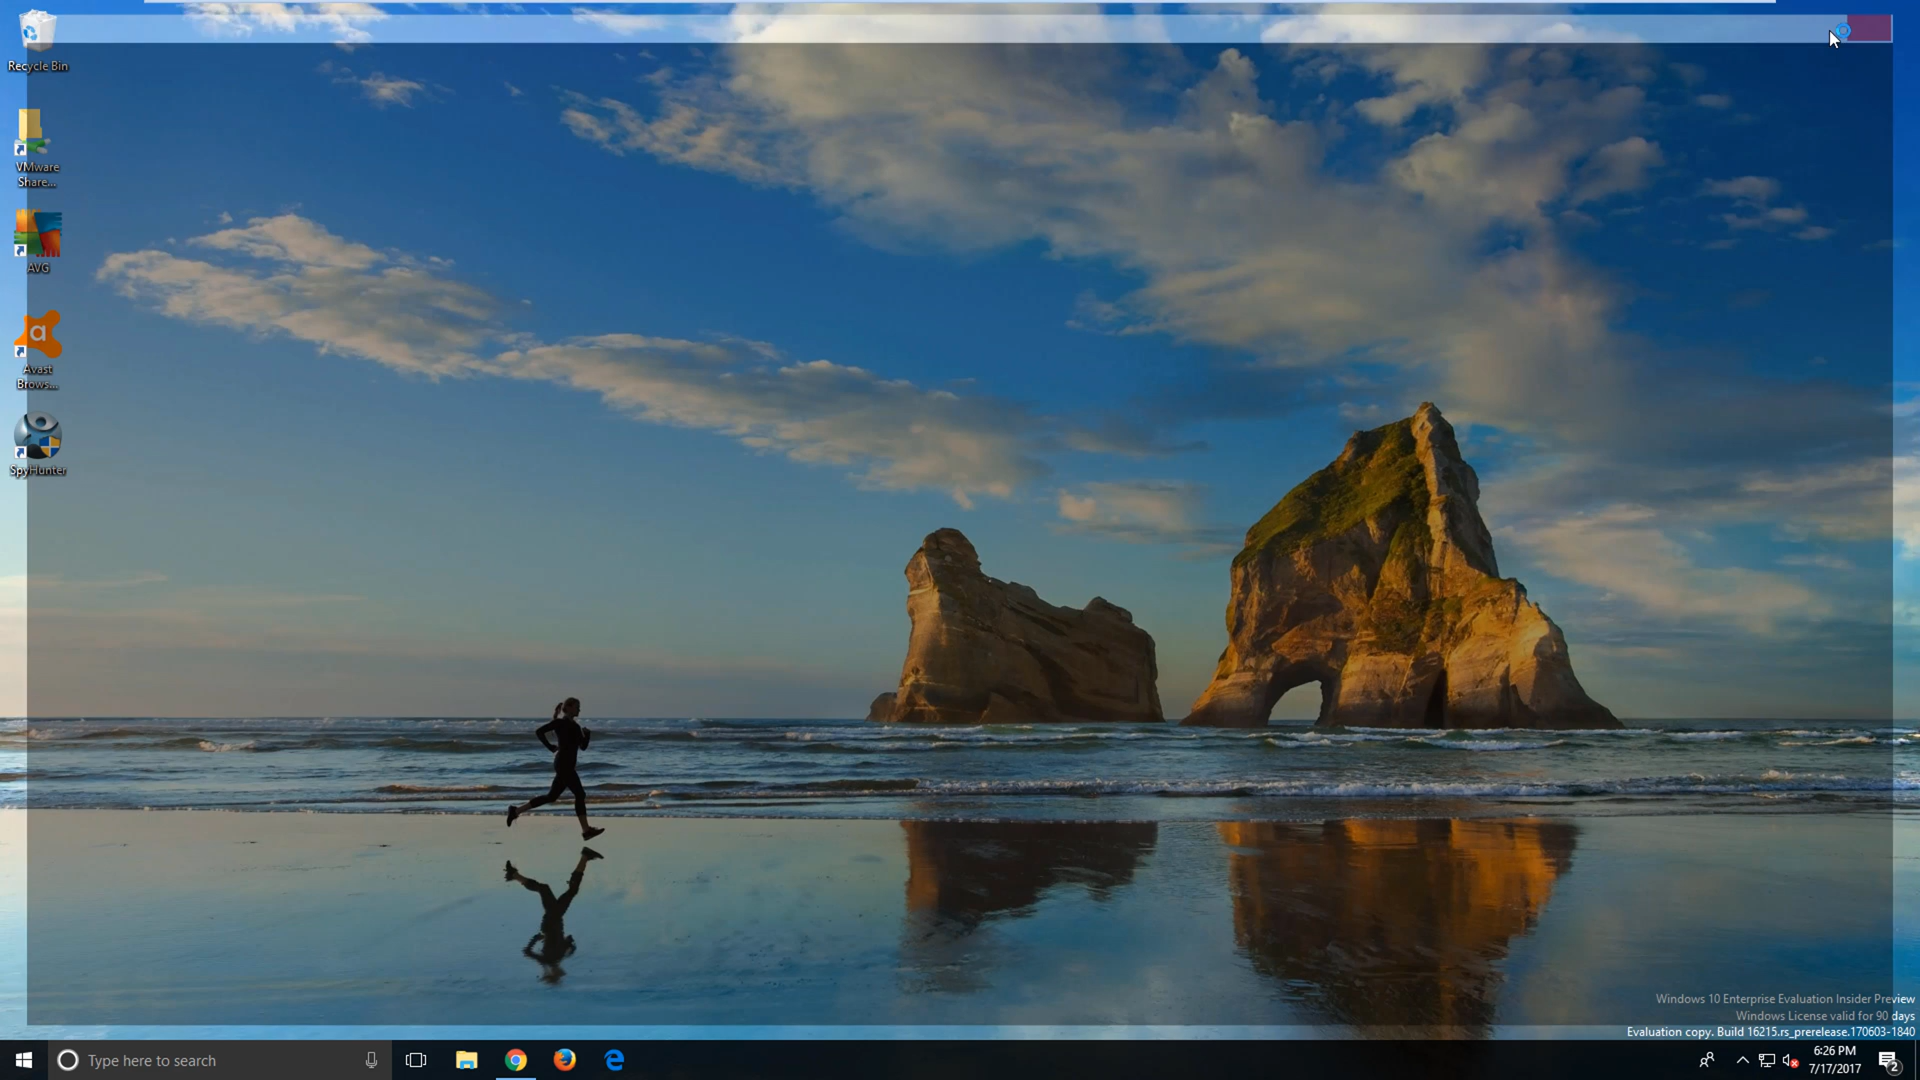 Recycle Bin
VMware
Share...
AVG
a
Avast
Brows...
SpyHunter
Windows 10 Enterprise Evaluation Insider Preview
Windows License valid for 90 days
Evaluation copy. Build 16215.rs_prerelease.170603-1840
Type here to search
6:26 PM
7/17/2017
2